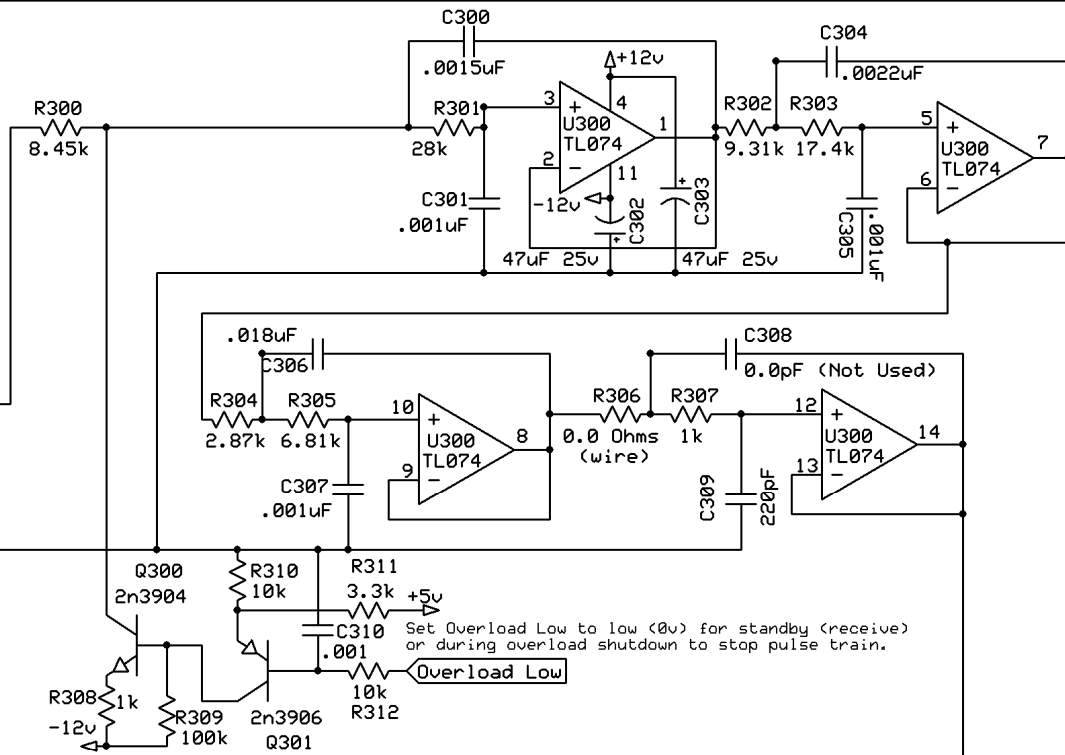 C300
.0015uF
+12v
C304
.0022uF
R300
8.45k
R301
28k
3
+
4
U300
TL074
1
2
−
11
-12v
C301
.001uF
C302
47uF 25v
C303
47uF 25v
R302
9.31k
R303
17.4k
5
+
U300
TL074
7
6
−
C305
.001uF
.018uF
C306
R304
2.87k
R305
6.81k
10
+
U300
TL074
8
9
−
C307
.001uF
C308
0.0pF (Not Used)
R306
0.0 Ohms
(wire)
R307
1k
12
+
U300
TL074
14
13
−
C309
220pF
Q300
2n3904
R310
10k
R311
3.3k
+5v
C310
.001
Set Overload Low to low (0v) for standby (receive)
or during overload shutdown to stop pulse train.
Overload Low
10k
R312
R308
1k
-12v
R309
100k
2n3906
Q301